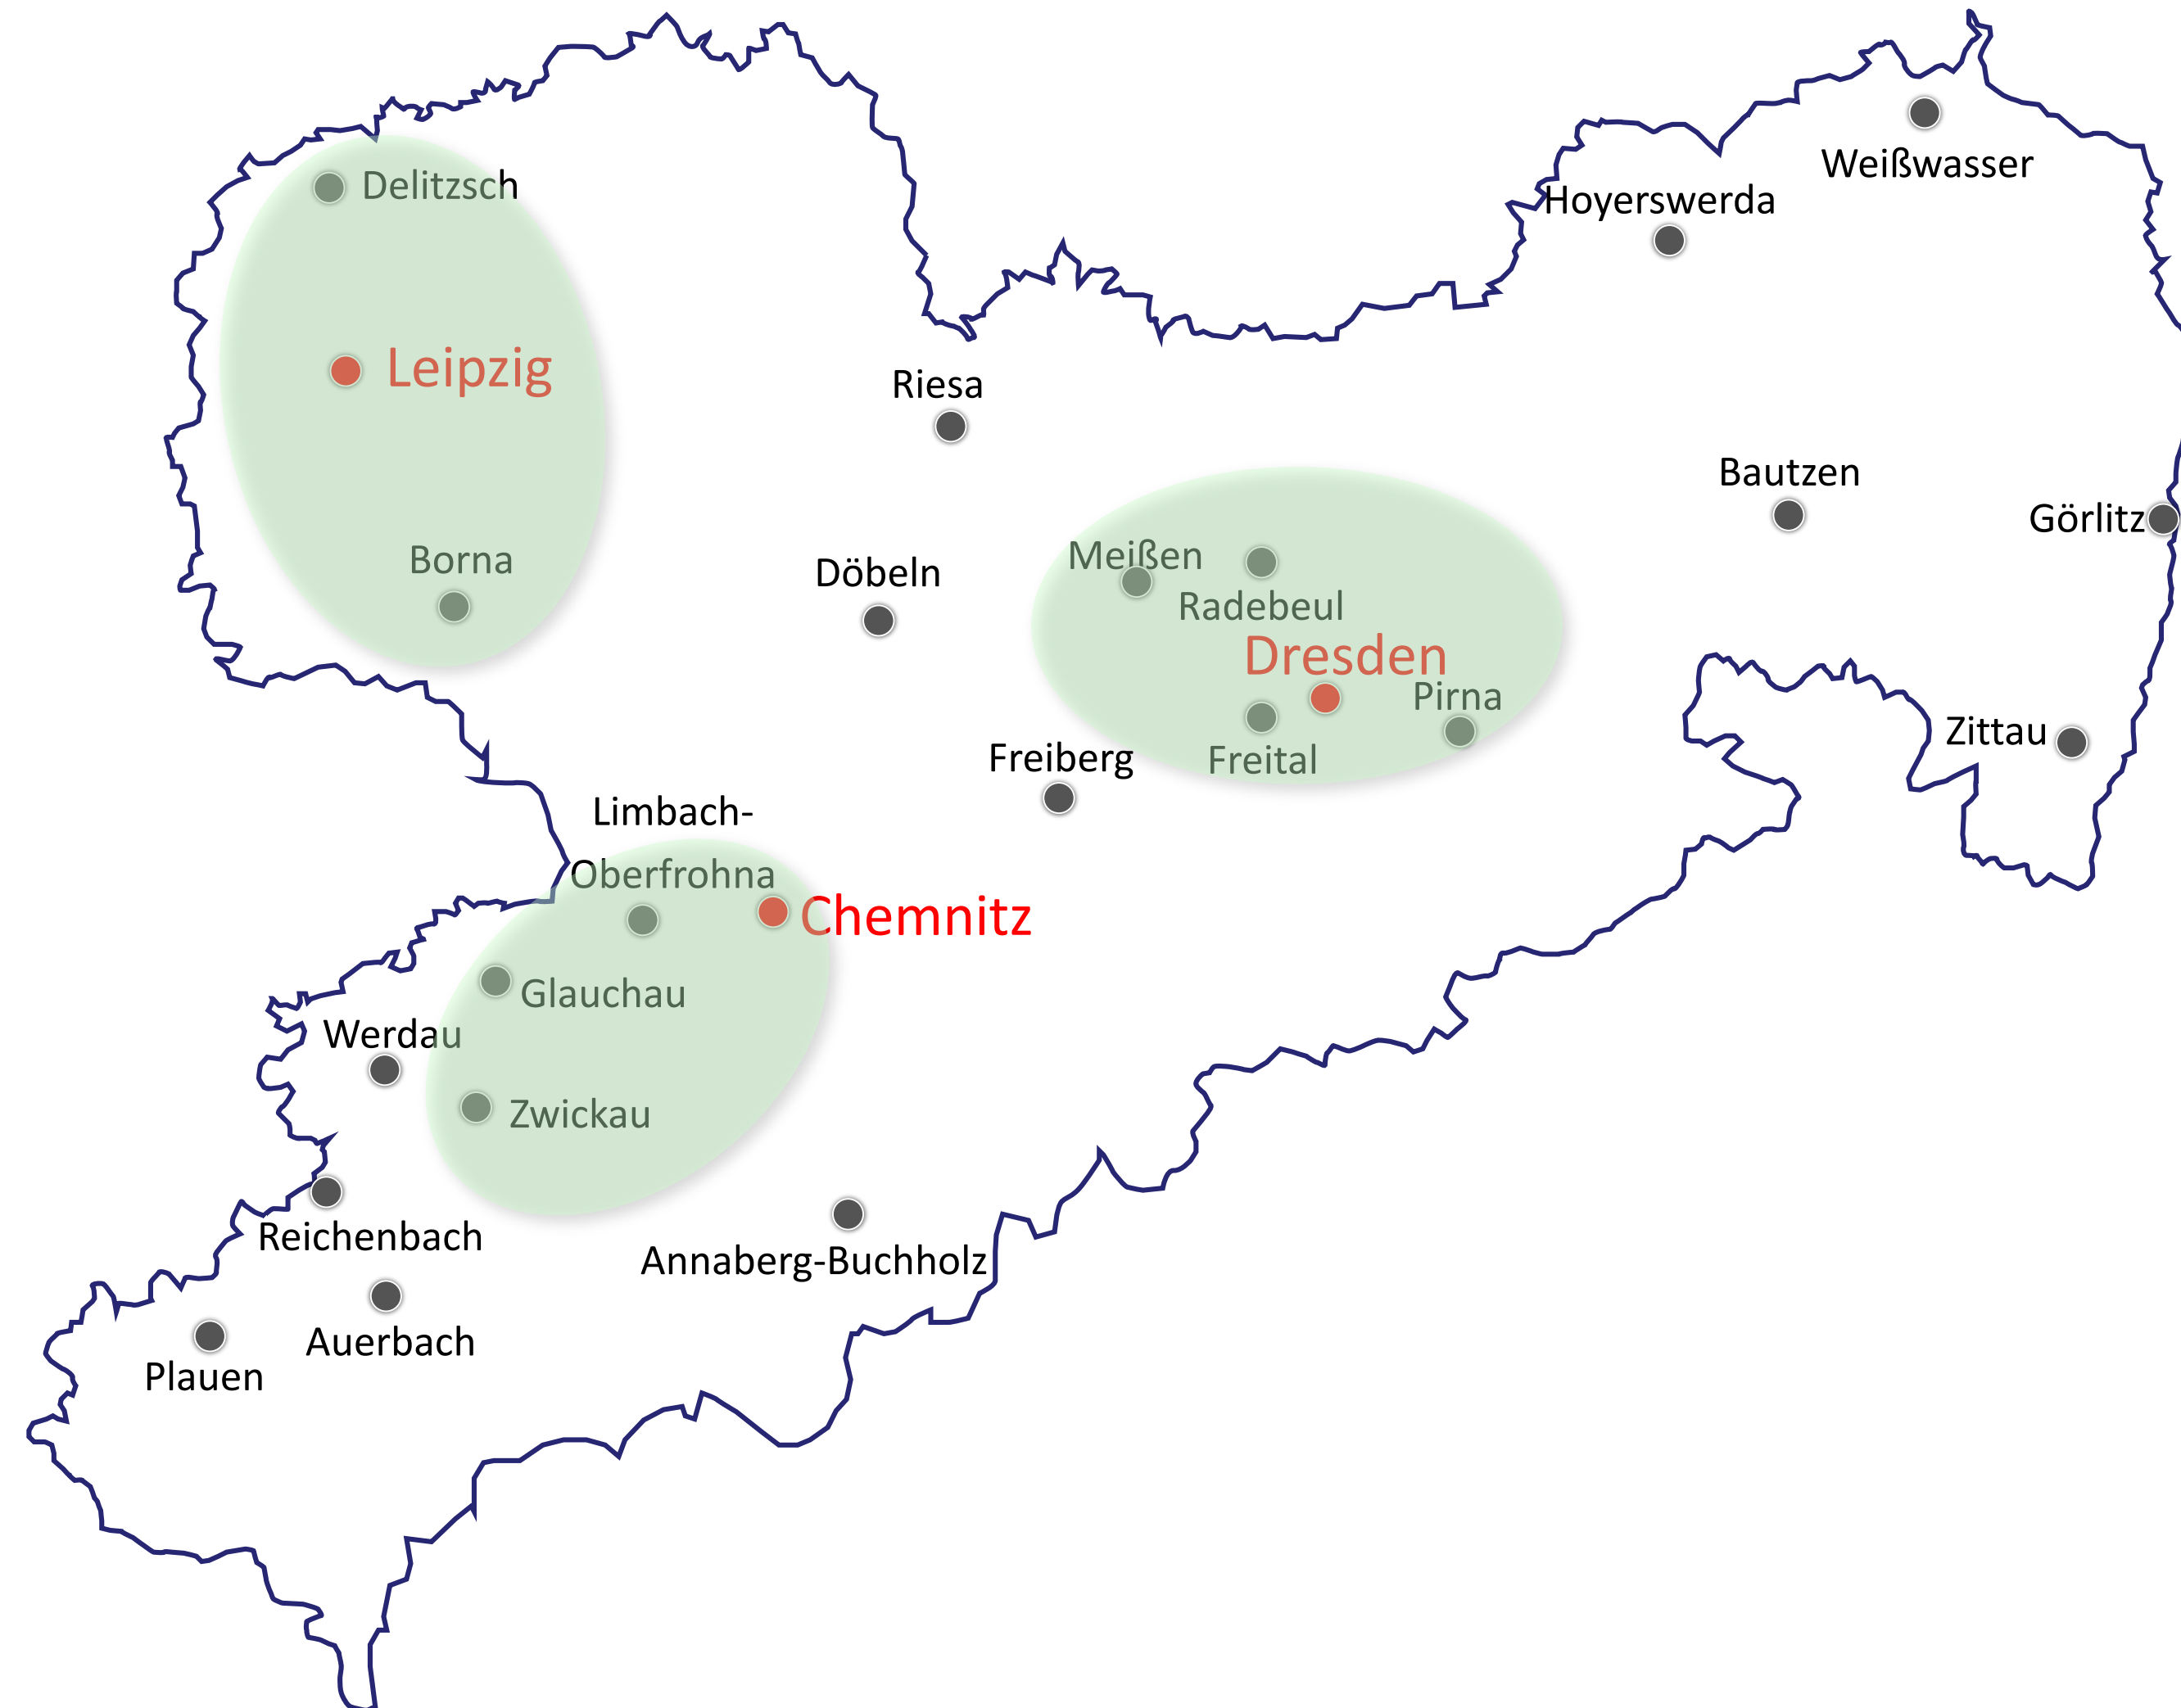 Weißwasser
Delitzsch
Hoyerswerda
Leipzig
Riesa
Bautzen
Görlitz
Borna
Meißen
Döbeln
Radebeul
Dresden
Pirna
Zittau
Freiberg
Freital
Limbach-
Oberfrohna
Chemnitz
Glauchau
Werdau
Zwickau
Reichenbach
Annaberg-Buchholz
Auerbach
Plauen